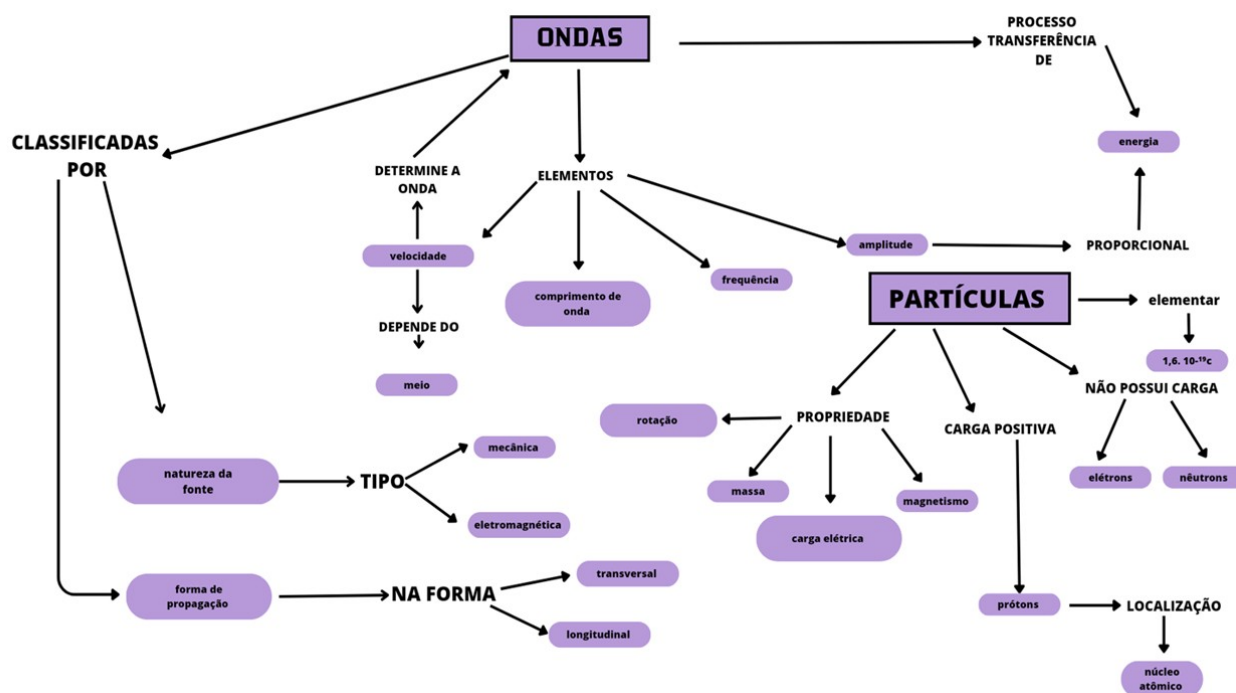 ONDAS
PROCESSO
TRANSFERÊNCIA
DE
energia
CLASSIFICADAS
POR
DETERMINE A
ONDA
ELEMENTOS
velocidade
amplitude
PROPORCIONAL
frequência
comprimento de
onda
DEPENDE DO
meio
PARTÍCULAS
elementar
1,6. 10-¹⁹c
NÃO POSSUI CARGA
rotação
PROPRIEDADE
CARGA POSITIVA
massa
magnetismo
carga elétrica
elétrons
nêutrons
natureza da
fonte
TIPO
mecânica
eletromagnética
forma de
propagação
NA FORMA
transversal
longitudinal
prótons
LOCALIZAÇÃO
núcleo
atômico